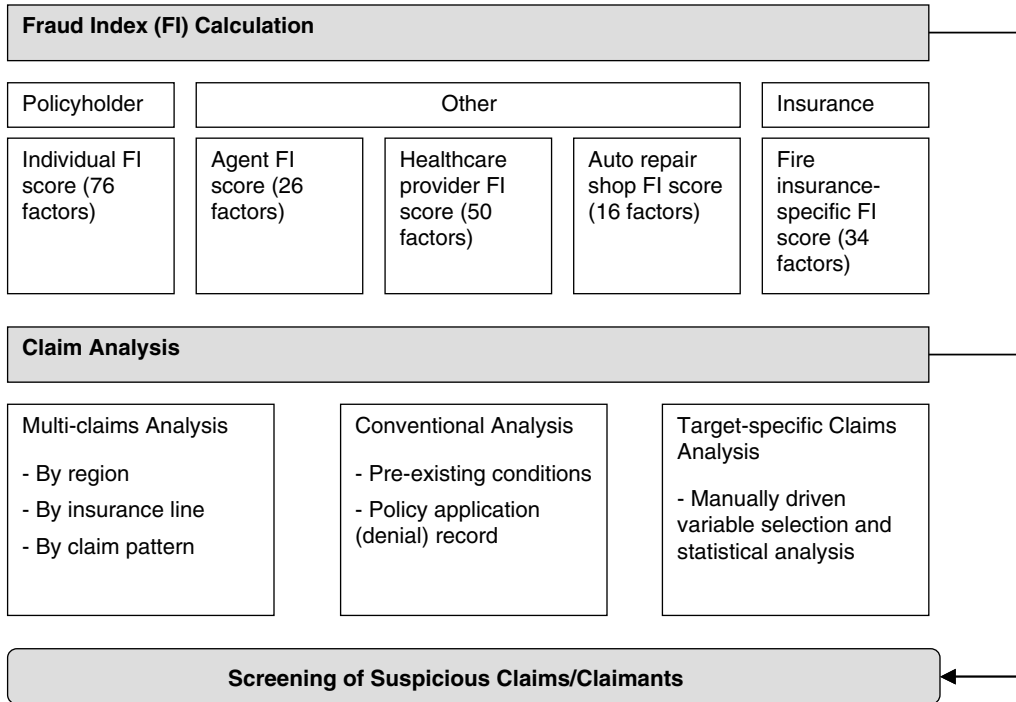 Fraud Index (FI) Calculation
Policyholder
Other
Insurance
Individual FI
score (76
factors)
Agent FI
score (26
factors)
Healthcare
provider FI
score (50
factors)
Auto repair
shop FI score
(16 factors)
Fire
insurance-
specific FI
score (34
factors)
Claim Analysis
Multi-claims Analysis
- By region
- By insurance line
- By claim pattern
Conventional Analysis
- Pre-existing conditions
- Policy application
(denial) record
Target-specific Claims
Analysis
- Manually driven
variable selection and
statistical analysis
Screening of Suspicious Claims/Claimants